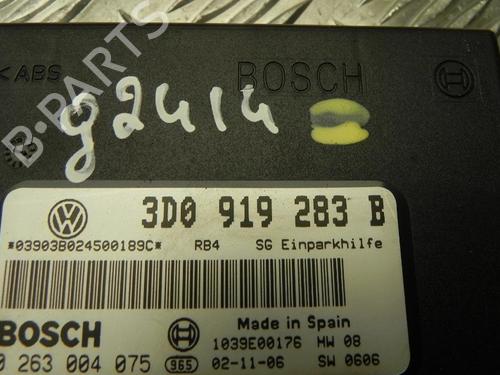 <ABS
BOSCH
B-PARTS
g2414
3D0 919 283 B
*03903B024500189C* RB4 SG Einparkhilfe
BOSCH
Made in Spain
1039E00176 HW 08
0 263 004 075 965 02-11-06 SW 0606